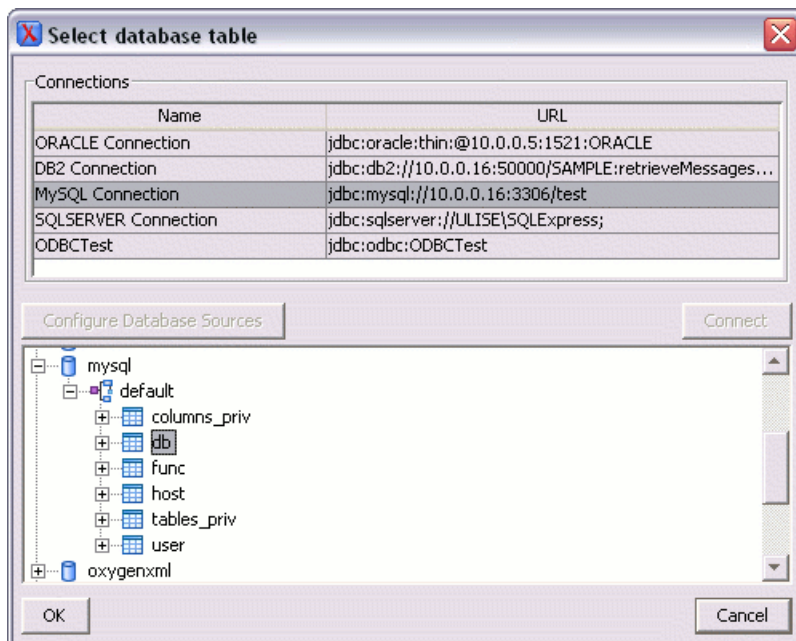 Select database table
Connections
Name URL
ORACLE Connection jdbc:oracle:thin:@10.0.0.5:1521:ORACLE
DB2 Connection jdbc:db2://10.0.0.16:50000/SAMPLE:retrieveMessages...
MySQL Connection jdbc:mysql://10.0.0.16:3306/test
SQLSERVER Connection jdbc:sqlserver://ULISE\SQLExpress;
ODBCTest jdbc:odbc:ODBCTest
Configure Database Sources Connect
mysql
default
columns_priv
db
func
host
tables_priv
user
oxygenxml
OK Cancel